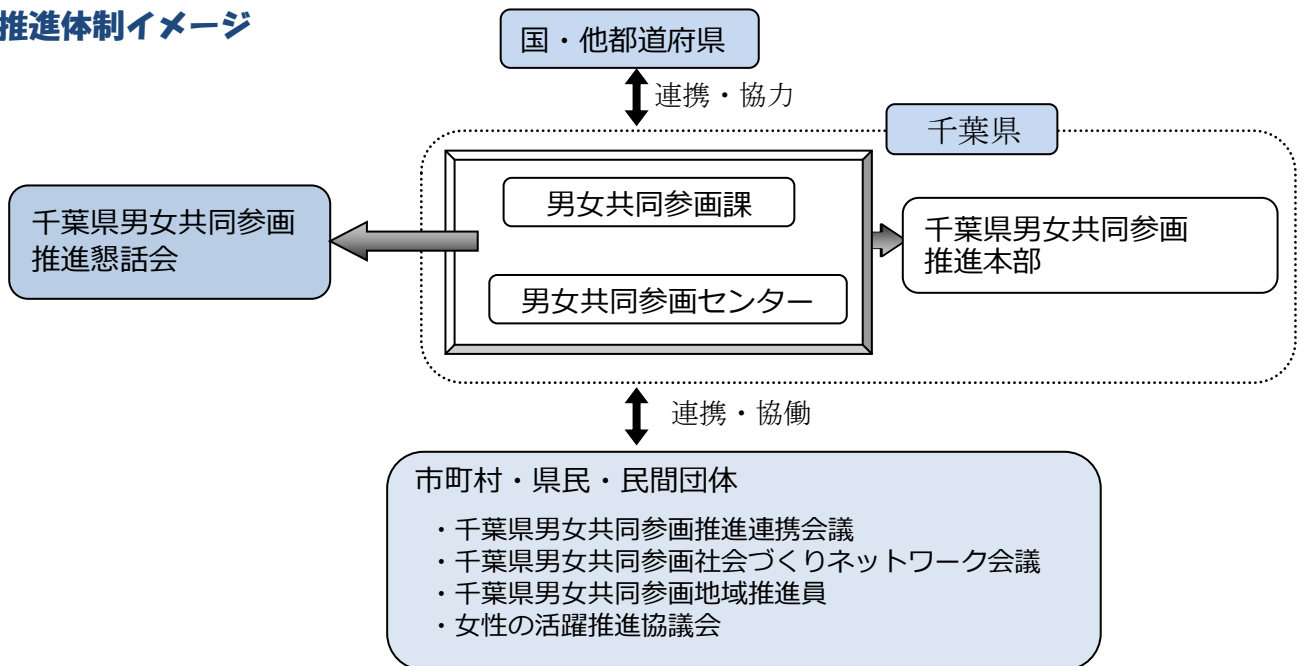 推進体制イメージ
国・他都道府県
連携・協力
千葉県
男女共同参画課
千葉県男女共同参画
推進懇話会
千葉県男女共同参画
推進本部
男女共同参画センター
連携・協働
市町村・県民・民間団体
・千葉県男女共同参画推進連携会議
・千葉県男女共同参画社会づくりネットワーク会議
・千葉県男女共同参画地域推進員
・女性の活躍推進協議会